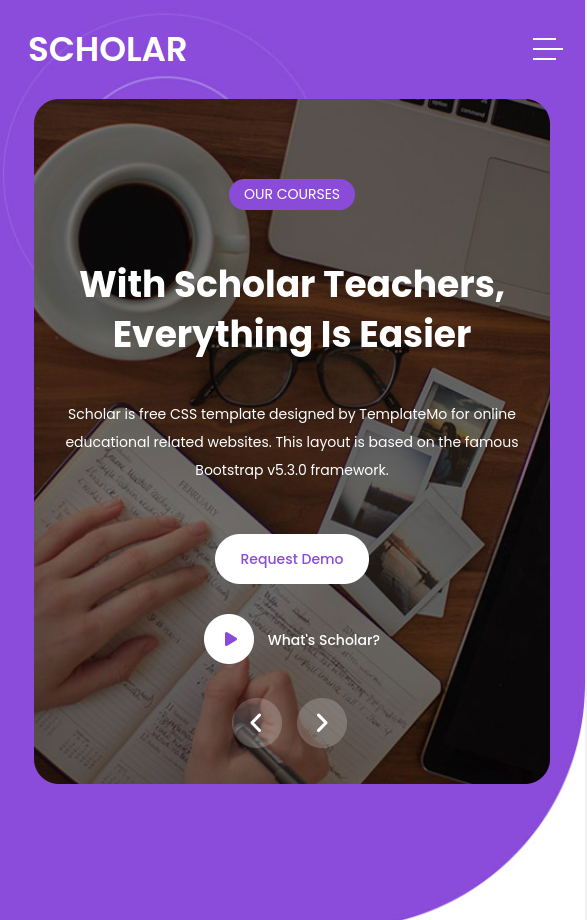 SCHOLAR
command
OUR COURSES
With Scholar Teachers,
Everything Is Easier
Scholar is free CSS template designed by TemplateMo for online
educational related websites. This layout is based on the famous
Bootstrap v5.3.0 framework.
FEBRUARY
Request Demo
What's Scholar?